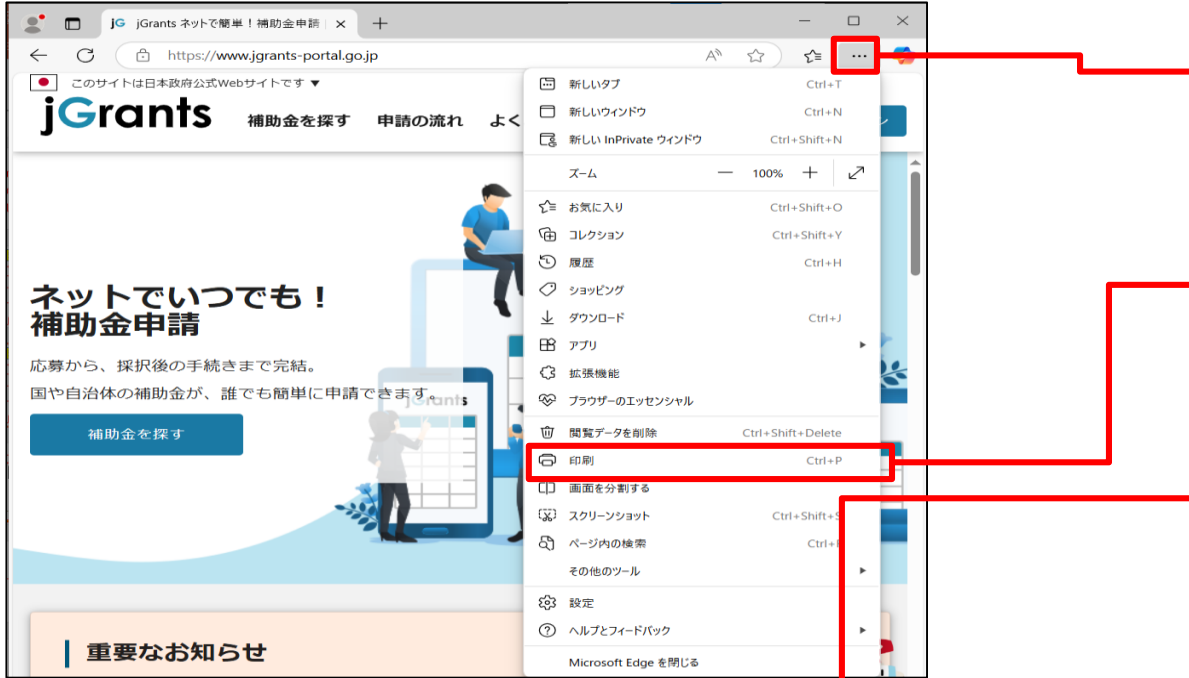 jG jGrants ネットで簡単！補助金申請
https://www.jgrants-portal.go.jp
このサイトは日本政府公式Webサイトです ▼
jGrants 補助金を探す 申請の流れ よく
ネットでいつでも！
補助金申請
応募から、採択後の手続きまで完結。
国や自治体の補助金が、誰でも簡単に申請できます。
補助金を探す
jGrants
重要なお知らせ
新しいタブ Ctrl+T
新しいウィンドウ Ctrl+N
新しい InPrivate ウィンドウ Ctrl+Shift+N
ズーム 100%
お気に入り Ctrl+Shift+O
コレクション Ctrl+Shift+Y
履歴 Ctrl+H
ショッピング
ダウンロード Ctrl+J
アプリ
拡張機能
ブラウザーのエッセンシャル
閲覧データを削除 Ctrl+Shift+Delete
印刷 Ctrl+P
画面を分割する
スクリーンショット Ctrl+Shift+S
ページ内の検索 Ctrl+
その他のツール
設定
ヘルプとフィードバック
Microsoft Edge を閉じる